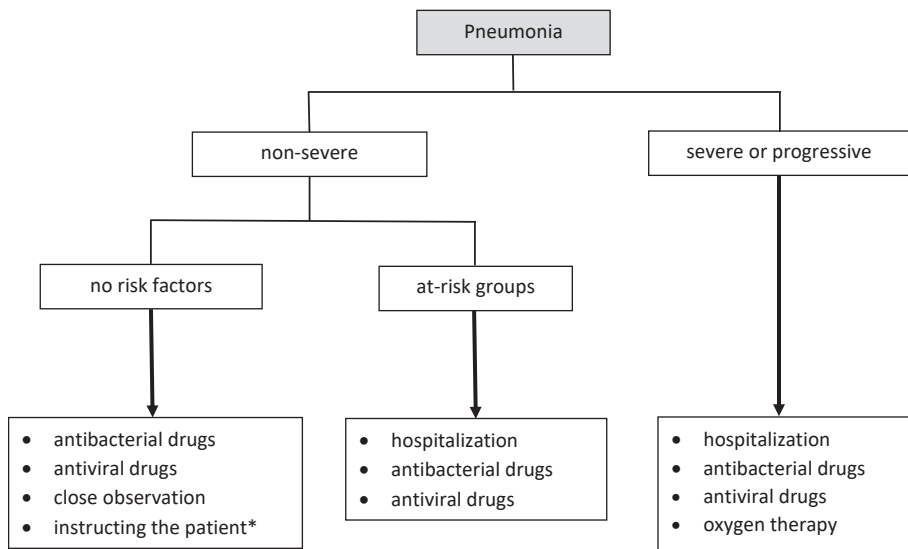 Pneumonia
non-severe
severe or progressive
no risk factors
at-risk groups
• antibacterial drugs
• antiviral drugs
• close observation
• instructing the patient*
• hospitalization
• antibacterial drugs
• antiviral drugs
• hospitalization
• antibacterial drugs
• antiviral drugs
• oxygen therapy